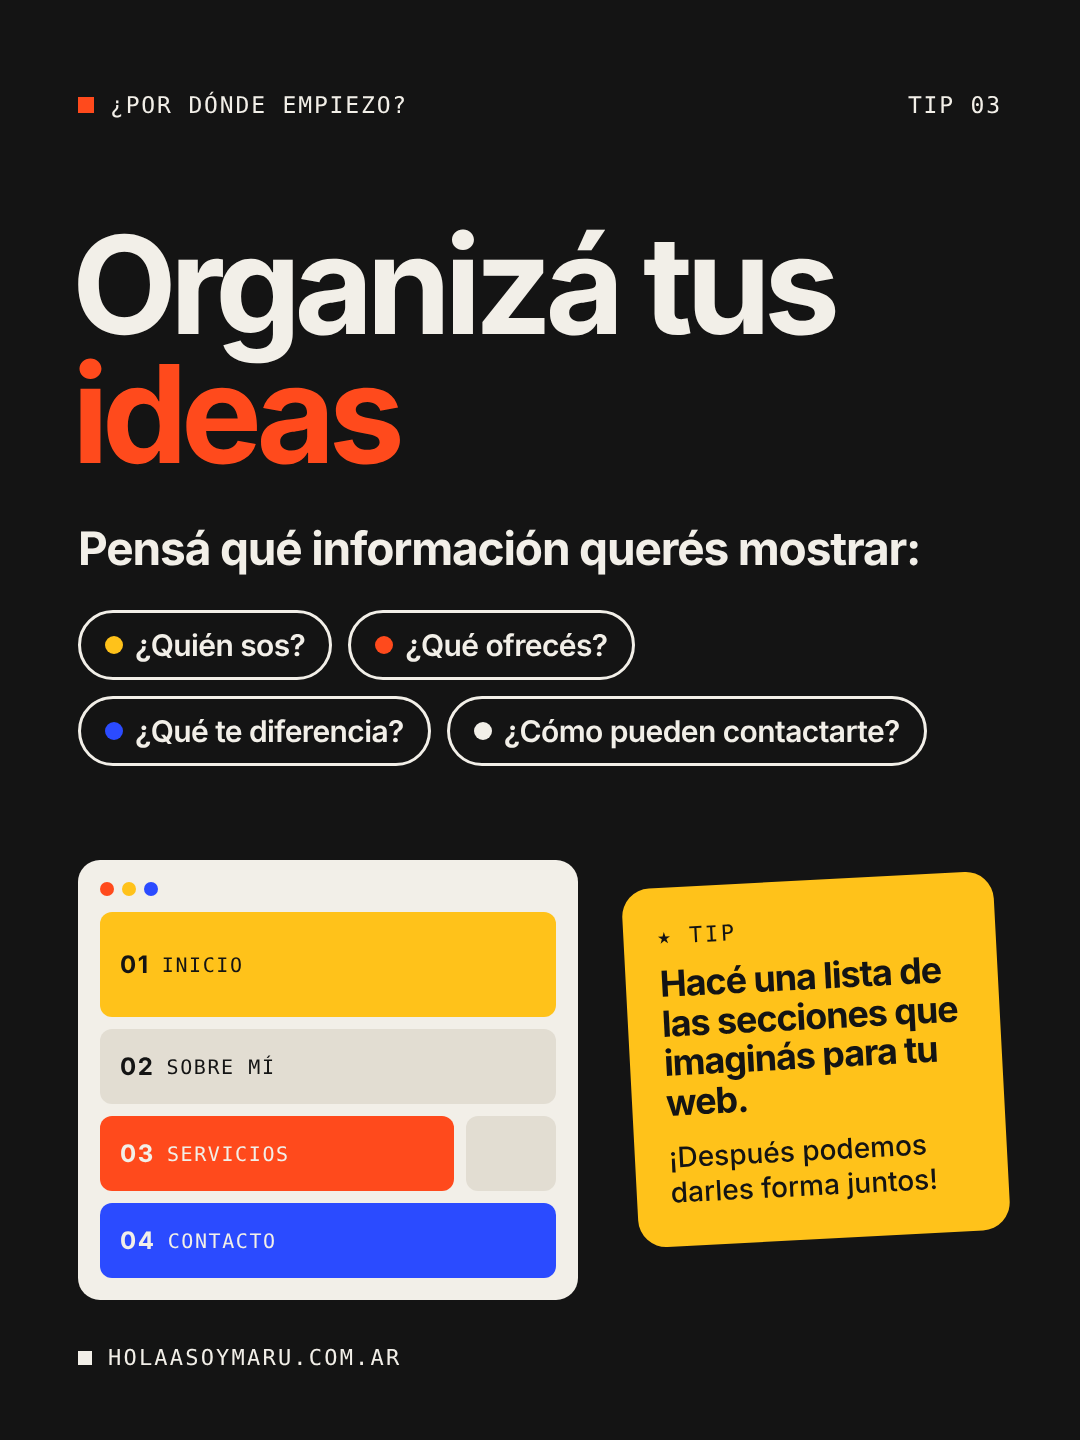 ¿POR DÓNDE EMPIEZO?
TIP 03
Organizá tus
ideas
Pensá qué información querés mostrar:
¿Quién sos?
¿Qué ofrecés?
¿Qué te diferencia?
¿Cómo pueden contactarte?
01 INICIO
02 SOBRE MÍ
03 SERVICIOS
04 CONTACTO
★ TIP
Hacé una lista de
las secciones que
imaginás para tu
web.
¡Después podemos
darles forma juntos!
HOLAASOYMARU.COM.AR